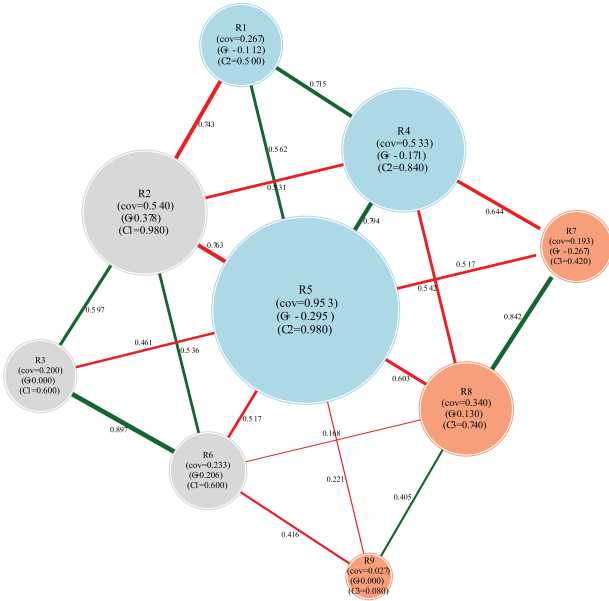 R1
(cov=0.267)
(G=-0.112)
(C2=0.500)
0.715
R4
(cov=0.533)
(G=-0.171)
(C2=0.840)
0.743
0.562
0.531
R2
(cov=0.540)
(G=0.378)
(C1=0.980)
0.644
R7
(cov=0.193)
(G=-0.267)
(C3=0.420)
0.794
0.763
0.517
R5
(cov=0.953)
(G=-0.295)
(C2=0.980)
0.542
0.597
0.842
0.461
0.536
R3
(cov=0.200)
(G=0.000)
(C1=0.600)
0.603
R8
(cov=0.340)
(G=0.130)
(C3=0.740)
0.517
0.897
0.168
R6
(cov=0.233)
(G=0.206)
(C1=0.600)
0.221
0.405
0.416
R9
(cov=0.027)
(G=0.000)
(C3=0.080)